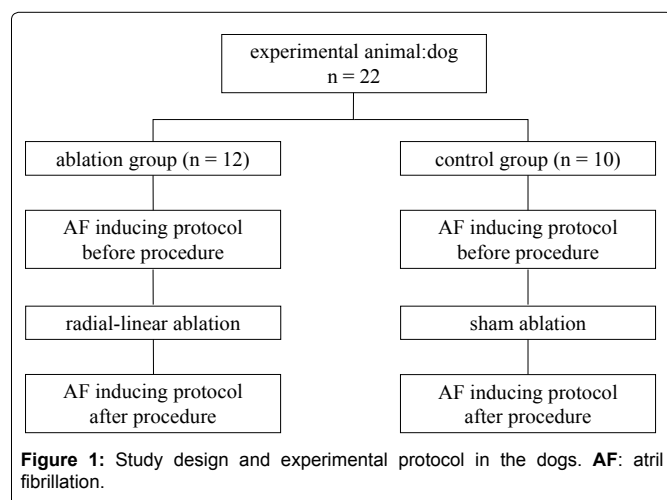 experimental animal:dog
n = 22
ablation group (n = 12)
control group (n = 10)
AF inducing protocol
before procedure
AF inducing protocol
before procedure
radial-linear ablation
sham ablation
AF inducing protocol
after procedure
AF inducing protocol
after procedure
Figure 1: Study design and experimental protocol in the dogs. AF: atril
fibrillation.